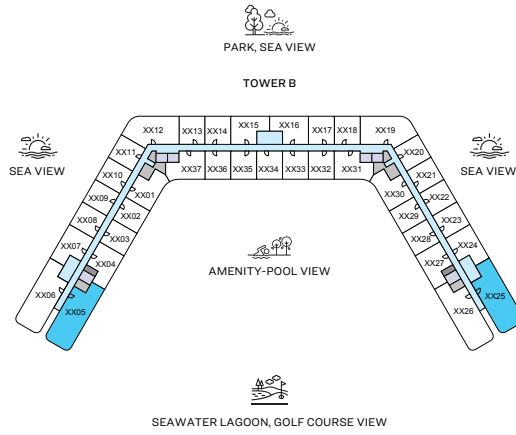 PARK, SEA VIEW
TOWER B
XX12
XX13
XX14
XX15
XX16
XX17
XX18
XX19
XX11
XX37
XX36
XX35
XX34
XX33
XX32
XX31
XX20
SEA VIEW
XX10
XX01
XX30
XX21
SEA VIEW
XX09
XX02
XX29
XX22
XX08
XX03
XX28
XX23
XX07
XX04
XX27
XX24
AMENITY-POOL VIEW
XX06
XX05
XX26
XX25
SEAWATER LAGOON, GOLF COURSE VIEW